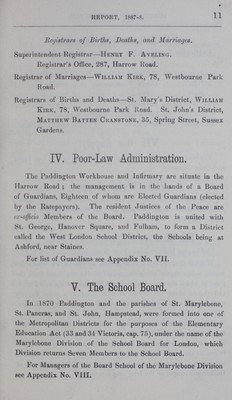 REPORT, 1887-8. 11
Registrars of Births, Deaths, and Marriages.
Superintendent Registrar—HENRY F. AVELING.
Registrar's Office, 287, Harrow Road.
Registrar of Marriages—WILLIAM KIRK, 78, Westbourne Park
Road.
Registrars of Births and Deaths—St. Mary's District, WILLIAM
KIRK, 78, Westbourne Park Road. St. John's District,
MATTHEW BATTEN CRANSTONE, 35, Spring Street, Sussex
Gardens.
IV. Poor-Law Administration.
The Paddington Workhouse and Infirmary are situate in the
Harrow Road; the management is in the hands of a Board
of Guardians, Eighteen of whom are Elected Guardians (elected
by the Ratepayers). The resident Justices of the Peace are
ex-officio Members of the Board. Paddington is united with
St. George, Hanover Square, and Fulham, to form a District
called the West London School District, the Schools being at
Ashford, near Staines.
For list of Guardians see Appendix No. VII.
V. The School Board.
In 1870 Paddington and the parishes of St. Marylebone,
St. Pancras, and St. John, Hampstead, were formed into one of
the Metropolitan Districts for the purposes of the Elementary
Education Act (33 and 34 Victoria, cap. 75), under the name of the
Marylebone Division of the School Board for London, which
Division returns Seven Members to the School Board.
For Managers of the Board School of the Marylebone Division
see Appendix No. VIII.